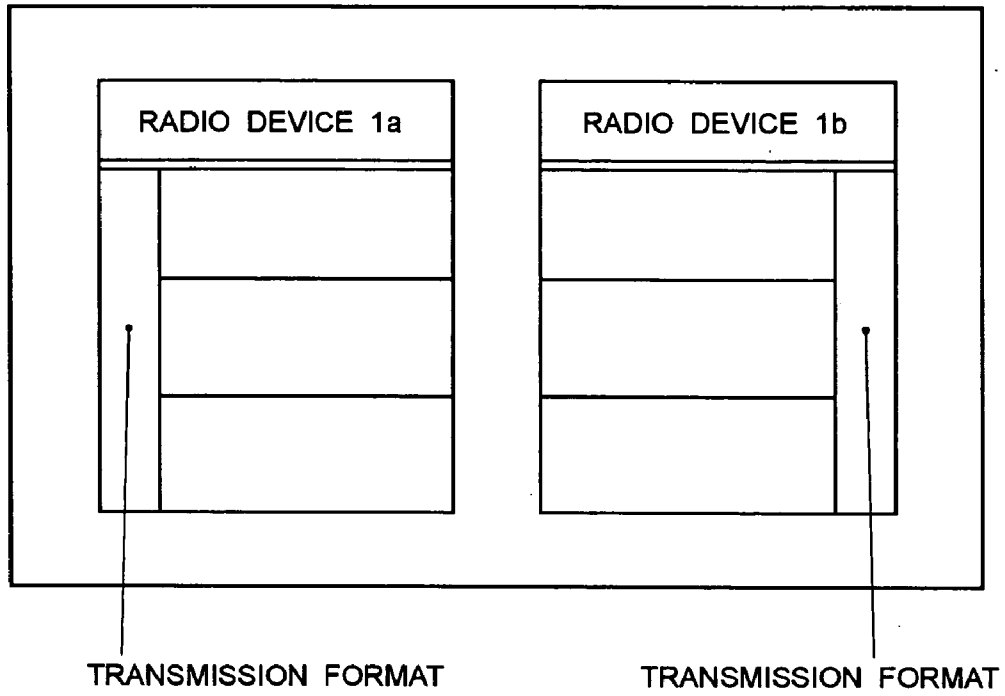 RADIO DEVICE 1a
RADIO DEVICE 1b
TRANSMISSION FORMAT
TRANSMISSION FORMAT